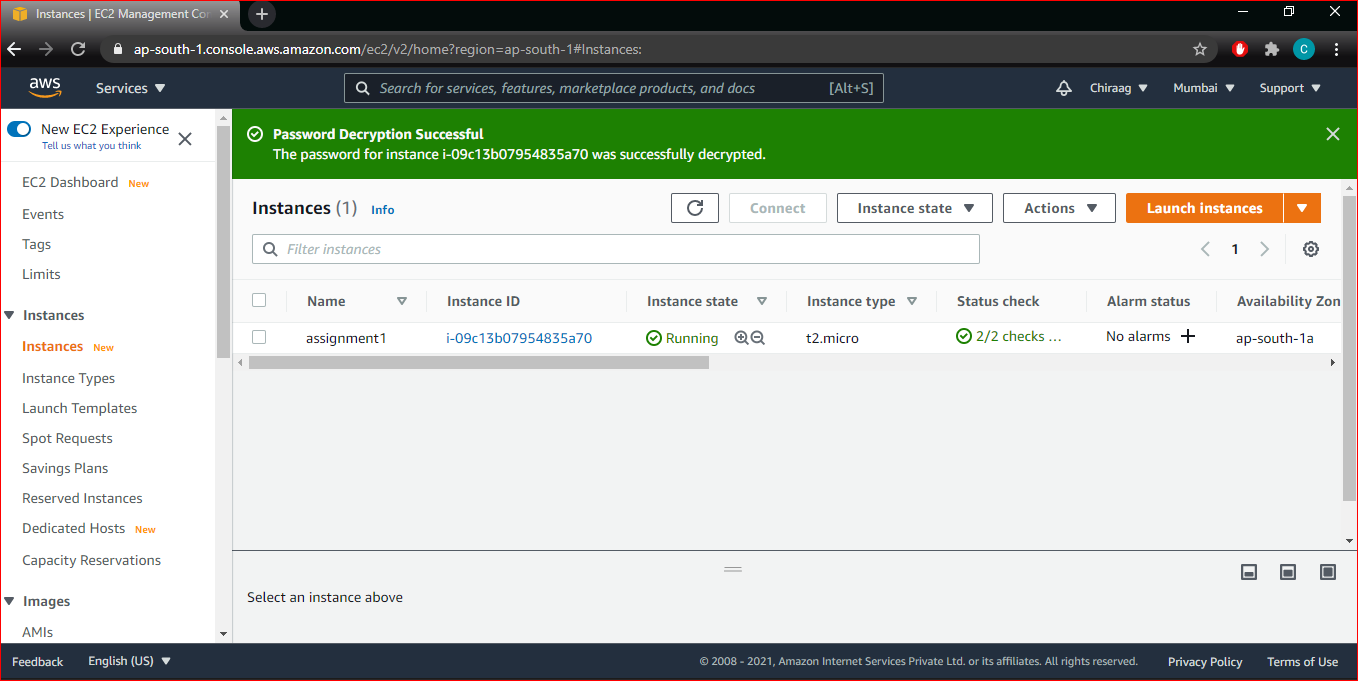 Instances | EC2 Management Con
ap-south-1.console.aws.amazon.com/ec2/v2/home?region=ap-south-1#Instances:
C
aws
Services
Search for services, features, marketplace products, and docs [Alt+S]
Chiraag
Mumbai
Support
New EC2 Experience
Tell us what you think
EC2 Dashboard New
Events
Tags
Limits
Instances
Instances New
Instance Types
Launch Templates
Spot Requests
Savings Plans
Reserved Instances
Dedicated Hosts New
Capacity Reservations
Images
AMIs
Password Decryption Successful
The password for instance i-09c13b07954835a70 was successfully decrypted.
Instances (1) Info
Connect
Instance state
Actions
Launch instances
Filter instances
1
Name Instance ID Instance state Instance type Status check Alarm status Availability Zon
assignment1 i-09c13b07954835a70 Running t2.micro 2/2 checks ... No alarms ap-south-1a
Select an instance above
Feedback English (US) © 2008 - 2021, Amazon Internet Services Private Ltd. or its affiliates. All rights reserved. Privacy Policy Terms of Use